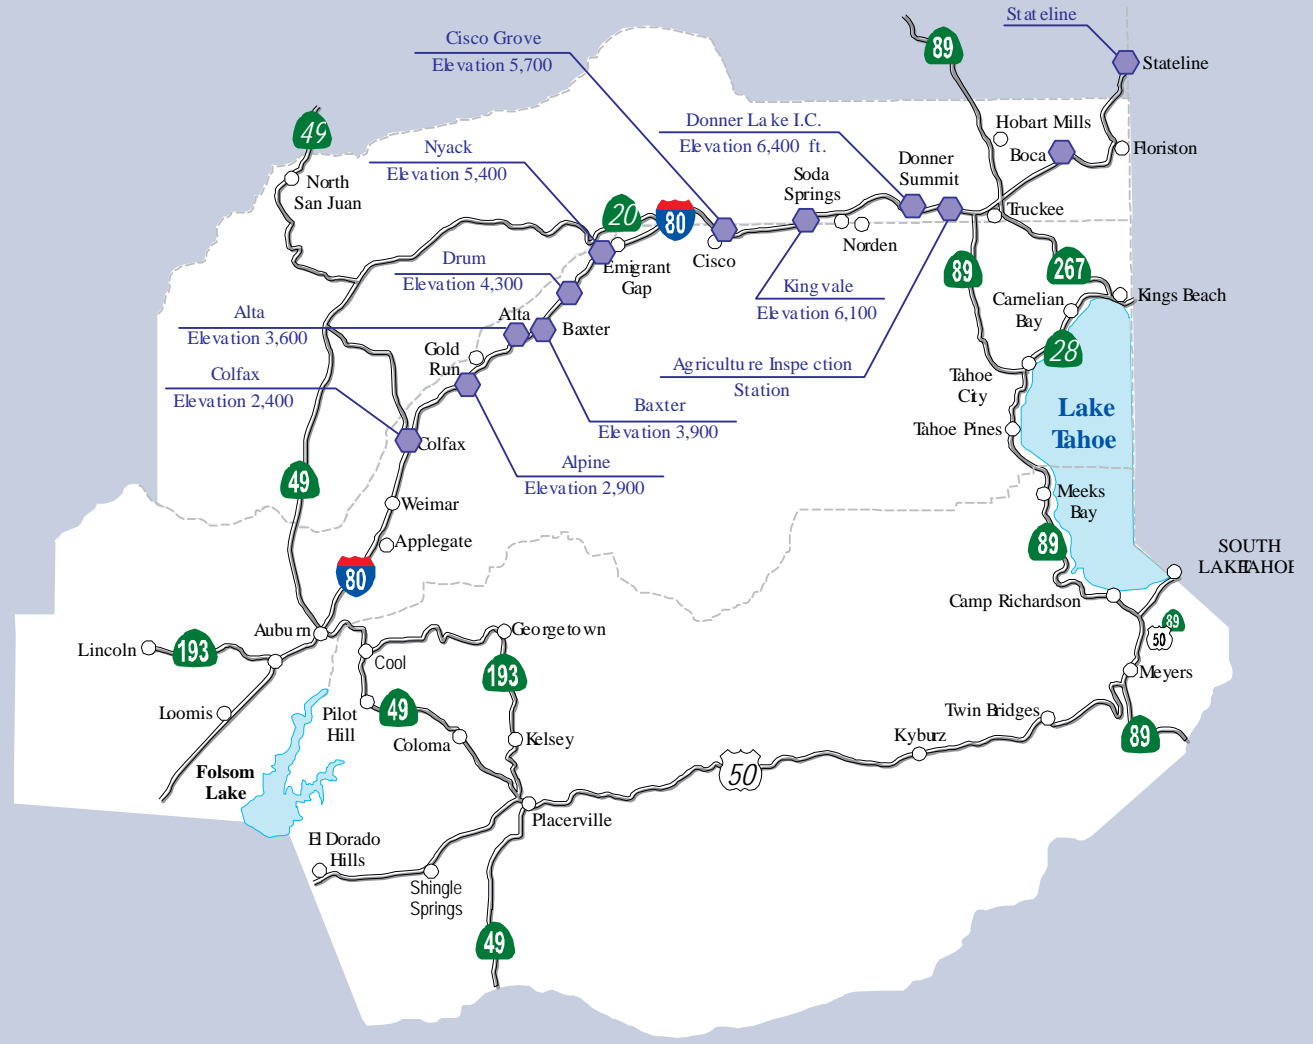 Stateline
Cisco Grove
Elevation 5,700
89
Stateline
Donner Lake I.C.
Elevation 6,400 ft.
Hobart Mills
Boca
Floriston
49
Nyack
Elevation 5,400
Donner
Summit
Soda
Springs
North
San Juan
20
80
Truckee
Norden
Cisco
Emigrant
Gap
Drum
Elevation 4,300
89
267
Kingvale
Elevation 6,100
Carnelian
Bay
Kings Beach
Alta
Elevation 3,600
Alta
Baxter
28
Gold
Run
Agriculture Inspection
Station
Colfax
Elevation 2,400
Tahoe
City
Baxter
Elevation 3,900
Lake
Tahoe
Tahoe Pines
Colfax
Alpine
Elevation 2,900
49
Weimar
Meeks
Bay
Applegate
89
80
SOUTH
LAKE TAHOE
Camp Richardson
Auburn
Georgetown
Lincoln
193
Cool
193
89
50
Meyers
Loomis
Pilot
Hill
49
Coloma
Kelsey
Twin Bridges
Kyburz
89
Folsom
Lake
50
Placerville
El Dorado
Hills
Shingle
Springs
49